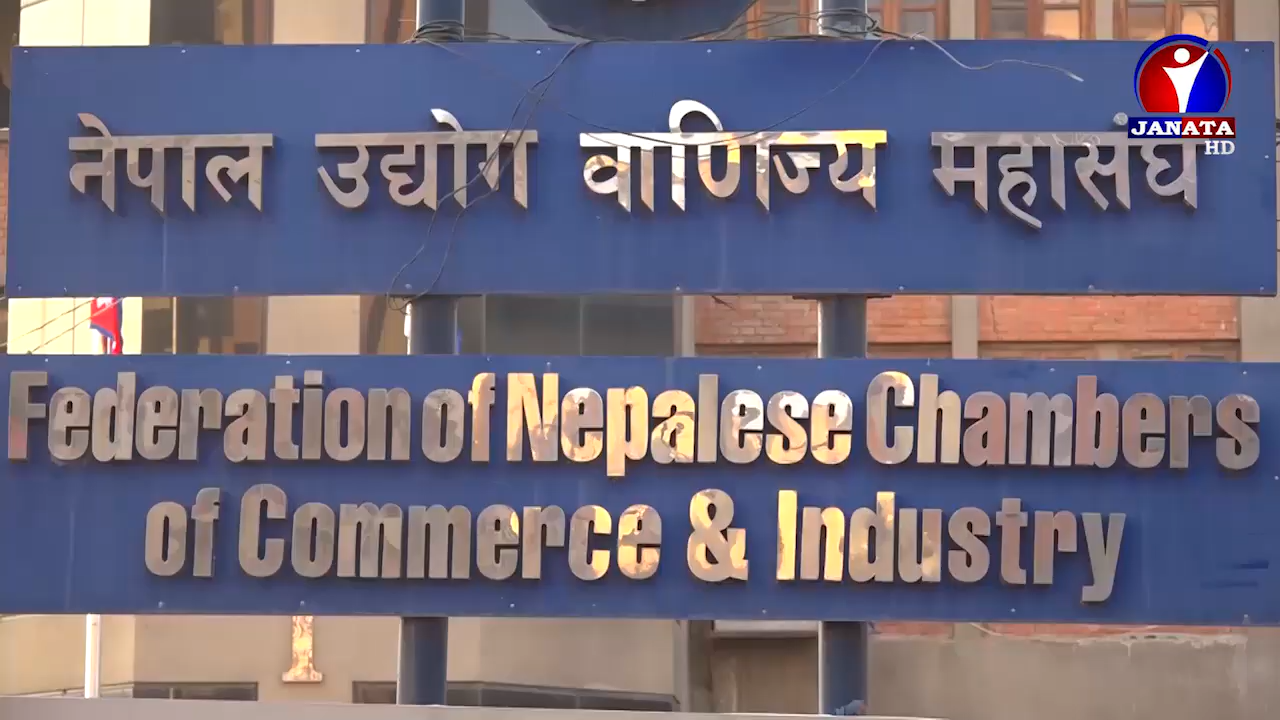 नेपाल उद्योग वाणिज्य महासंघ
JANATA
HD
Federation of Nepalese Chambers
of Commerce & Industry